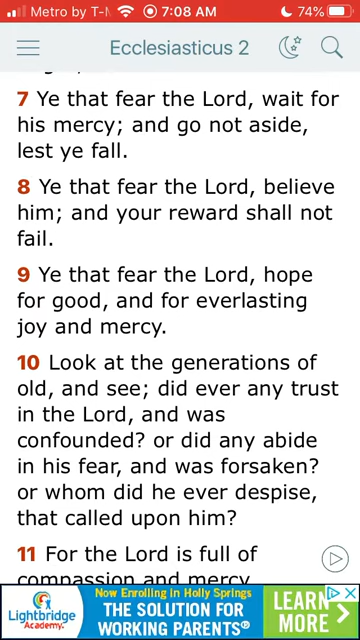 Metro by T-M 7:08 AM 74%
Ecclesiasticus 2
7 Ye that fear the Lord, wait for
his mercy; and go not aside,
lest ye fall.
8 Ye that fear the Lord, believe
him; and your reward shall not
fail.
9 Ye that fear the Lord, hope
for good, and for everlasting
joy and mercy.
10 Look at the generations of
old, and see; did ever any trust
in the Lord, and was
confounded? or did any abide
in his fear, and was forsaken?
or whom did he ever despise,
that called upon him?
11 For the Lord is full of
compassion and mercy
Lightbridge
Academy
Now Enrolling in Holly Springs
THE SOLUTION FOR
WORKING PARENTS®
LEARN
MORE